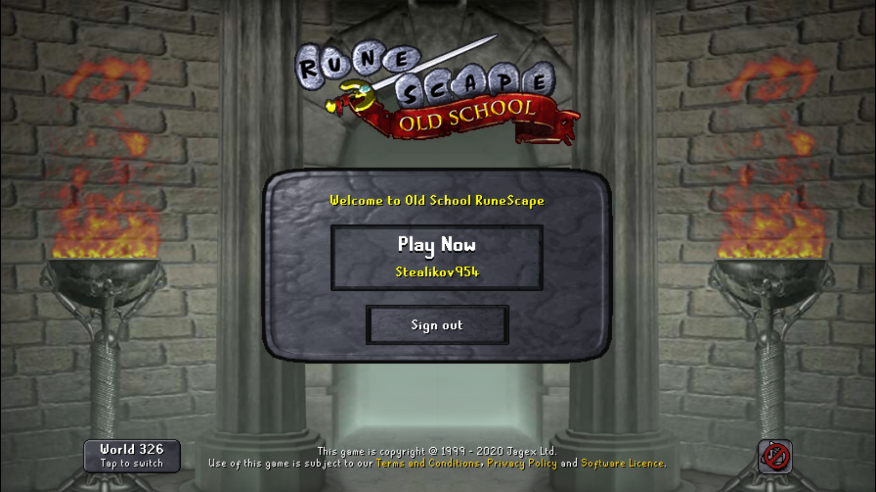 RUNE
SCAPE
OLD SCHOOL
Welcome to Old School RuneScape
Play Now
Stealikov954
Sign out
World 326
Tap to switch
This game is copyright © 1999 - 2020 Jagex Ltd.
Use of this game is subject to our Terms and Conditions, Privacy Policy and Software Licence.